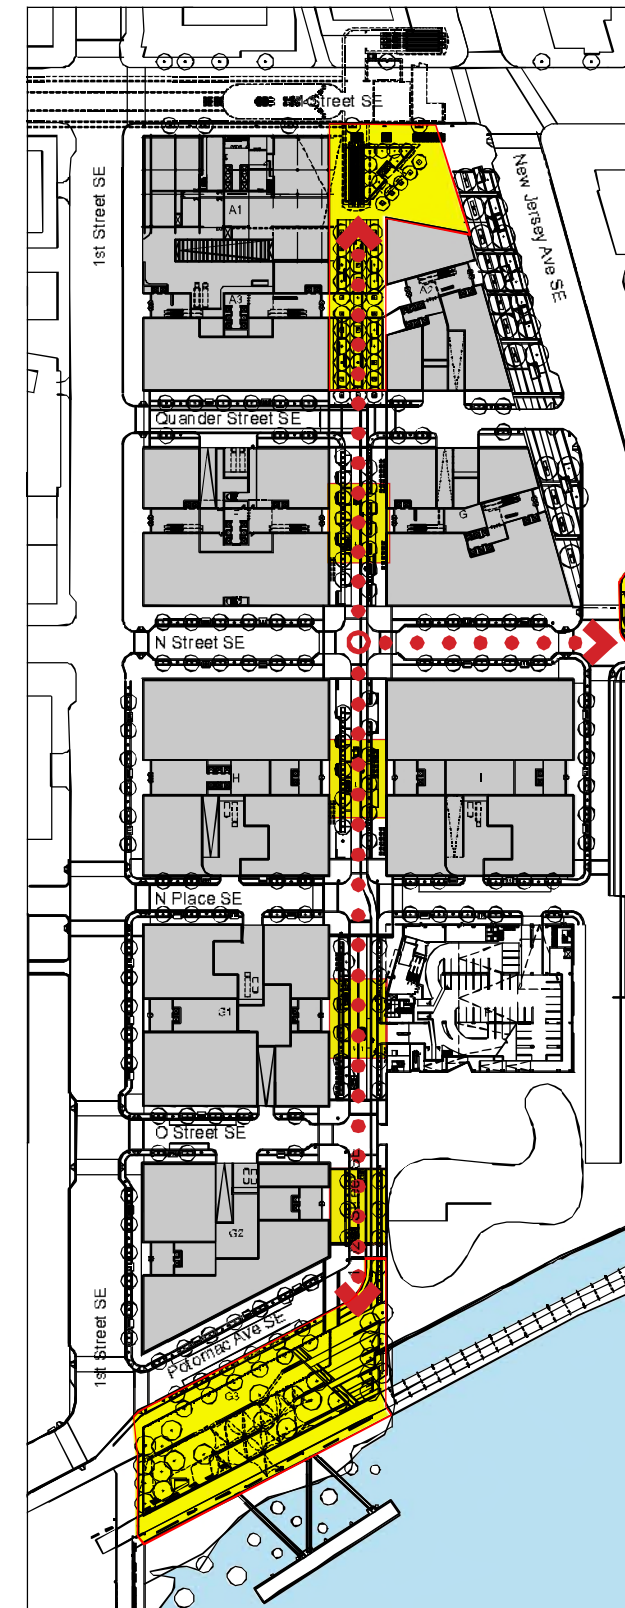 Street SE
1st Street SE
New Jersey Ave SE
A1
A3
A2
Quander Street SE
G
N Street SE
H
I
N Place SE
G1
F
O Street SE
G2
1st Street SE
Potomac Ave SE
G3